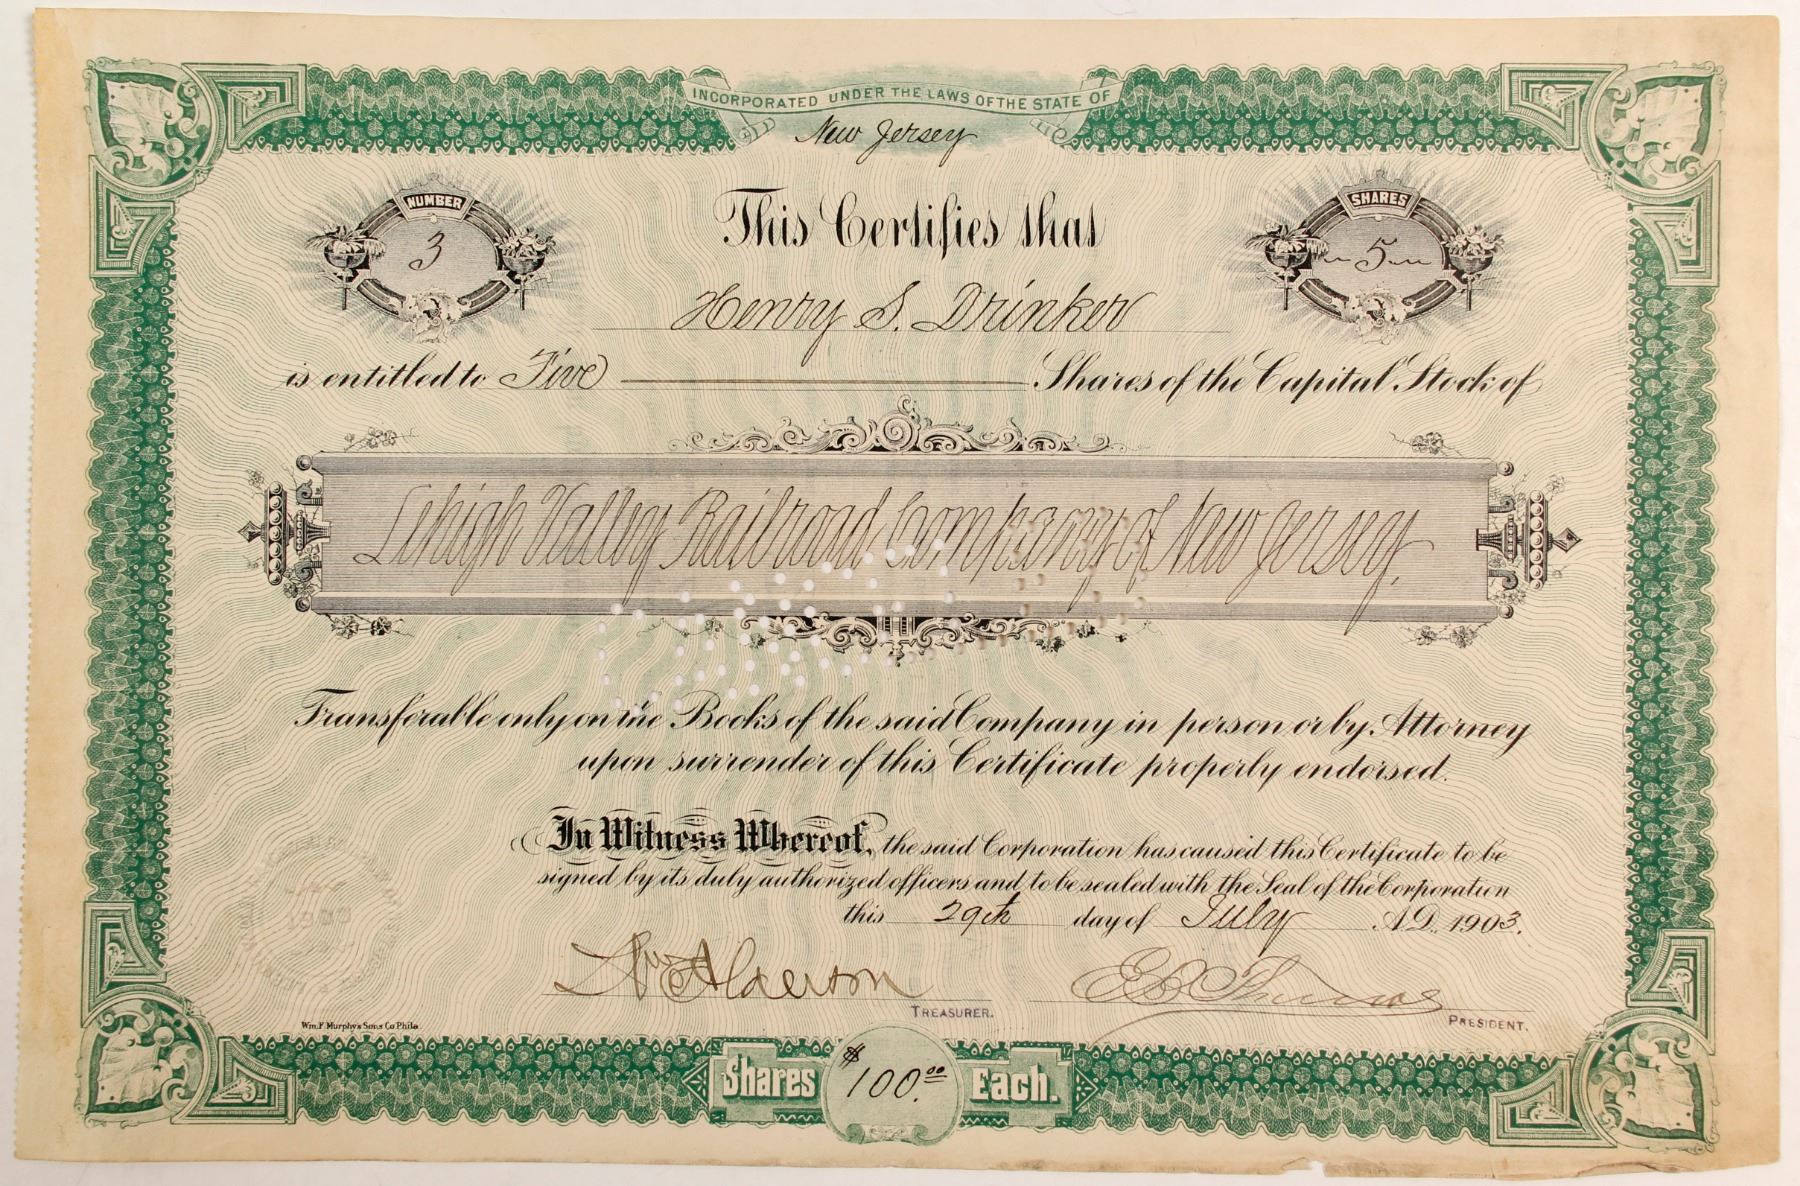 INCORPORATED UNDER THE LAWS OF THE STATE OF
New Jersey
NUMBER
3
SHARES
5
This Certifies that
Henry S. Drinker
is entitled to Five Shares of the Capital Stock of
Lehigh Valley Railroad Company of New Jersey.
Transferable only on the Books of the said Company in person or by Attorney
upon surrender of this Certificate properly endorsed.
In Witness Whereof, the said Corporation has caused this Certificate to be
signed by its duly authorized officers and to be sealed with the Seal of the Corporation
this 29th day of July A.D. 1903.
Wm Alderson
TREASURER.
PRESIDENT.
Wm. F. Murphy's Sons Co Phila
Shares $100.00 Each.